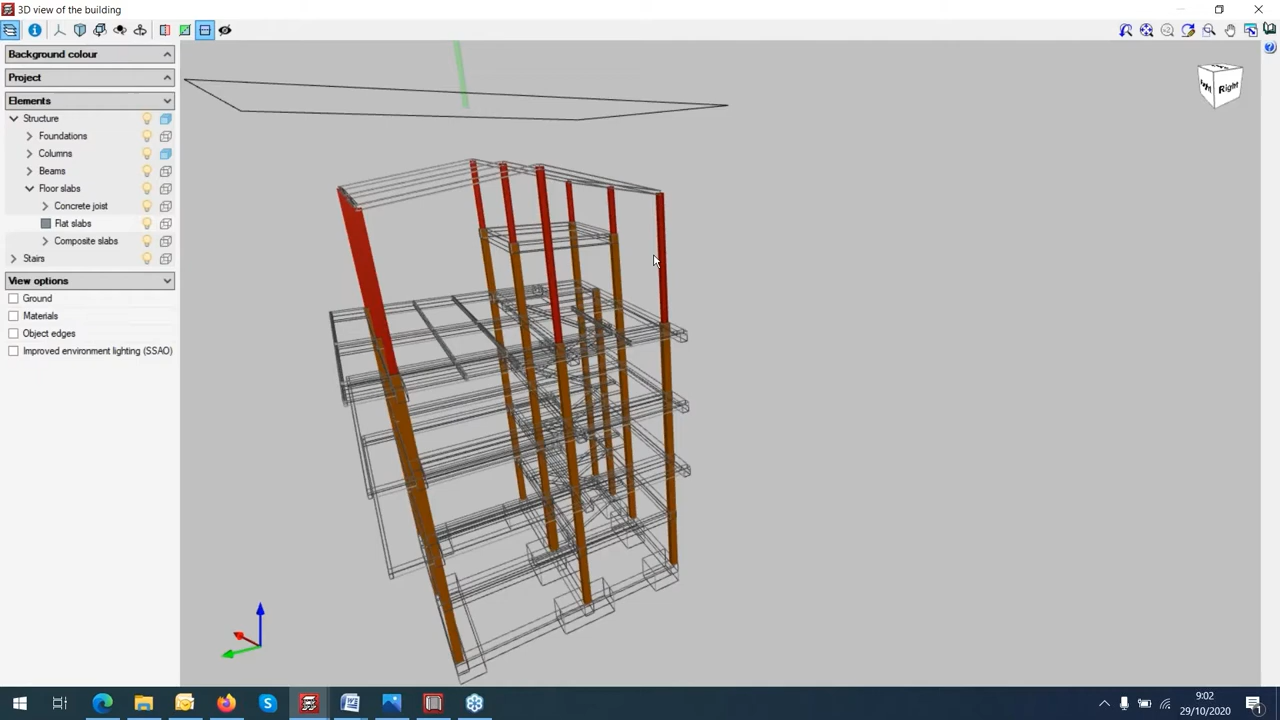 3D view of the building
Background colour
Project
Elements
Structure
Foundations
Columns
Beams
Floor slabs
Concrete joist
Flat slabs
Composite slabs
Stairs
View options
Ground
Materials
Object edges
Improved environment lighting (SSAO)
Right
9:02
29/10/2020